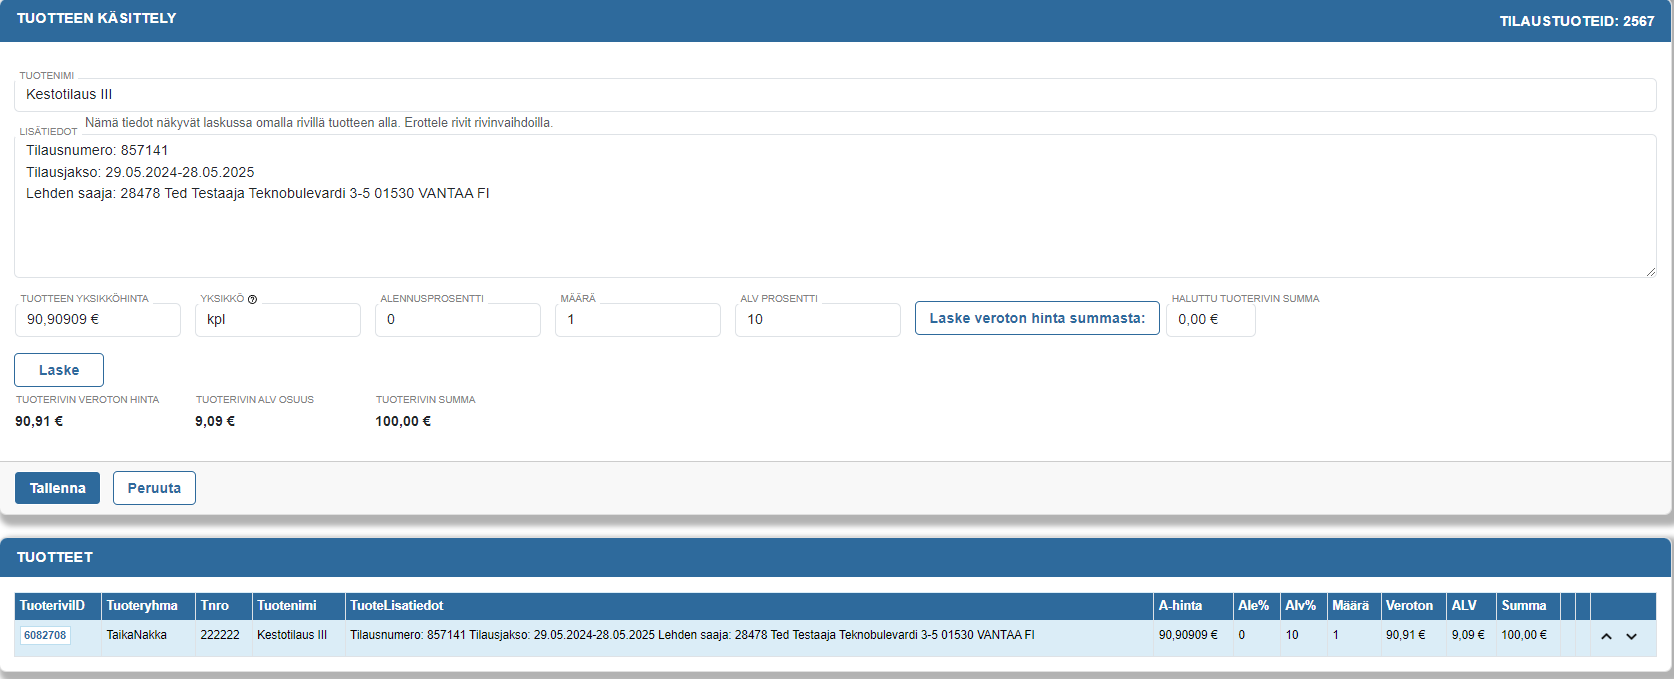 TUOTTEEN KÄSITTELY
TILAUSTUOTEID: 2567
TUOTENIMI
Kestotilaus III
LISÄTIEDOT
Nämä tiedot näkyvät laskussa omalla rivillä tuotteen alla. Erottele rivit rivinvaihdoilla.
Tilausnumero: 857141
Tilausjakso: 29.05.2024-28.05.2025
Lehden saaja: 28478 Ted Testaaja Teknobulevardi 3-5 01530 VANTAA FI
TUOTTEEN YKSIKKÖHINTA YKSIKKÖ ALENNUSPROSENTTI MÄÄRÄ ALV PROSENTTI HALUTTU TUOTERIVIN SUMMA
90,90909 € kpl 0 1 10 Laske veroton hinta summasta: 0,00 €
Laske
TUOTERIVIN VEROTON HINTA TUOTERIVIN ALV OSUUS TUOTERIVIN SUMMA
90,91 € 9,09 € 100,00 €
Tallenna Peruuta
TUOTTEET
TuoteriviID Tuoteryhma Tnro Tuotenimi TuoteLisatiedot A-hinta Ale% Alv% Määrä Veroton ALV Summa
6082708 TaikaNakka 222222 Kestotilaus III Tilausnumero: 857141 Tilausjakso: 29.05.2024-28.05.2025 Lehden saaja: 28478 Ted Testaaja Teknobulevardi 3-5 01530 VANTAA FI 90,90909 € 0 10 1 90,91 € 9,09 € 100,00 €